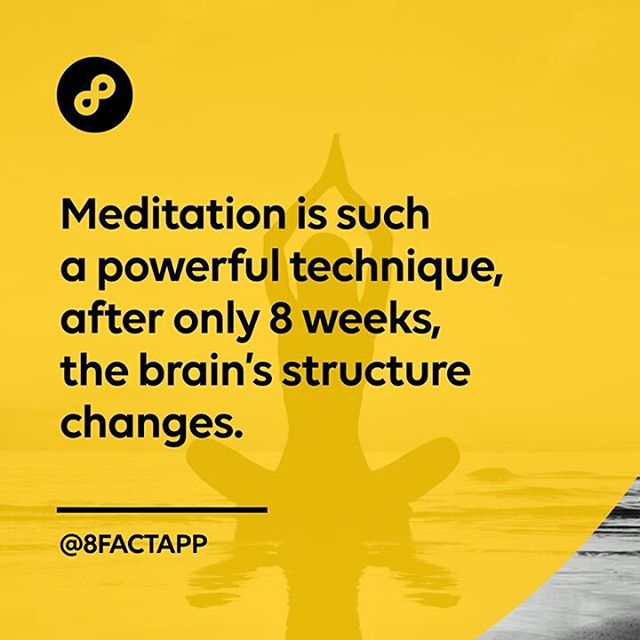 Meditation is such
a powerful technique,
after only 8 weeks,
the brain's structure
changes.
@8FACTAPP